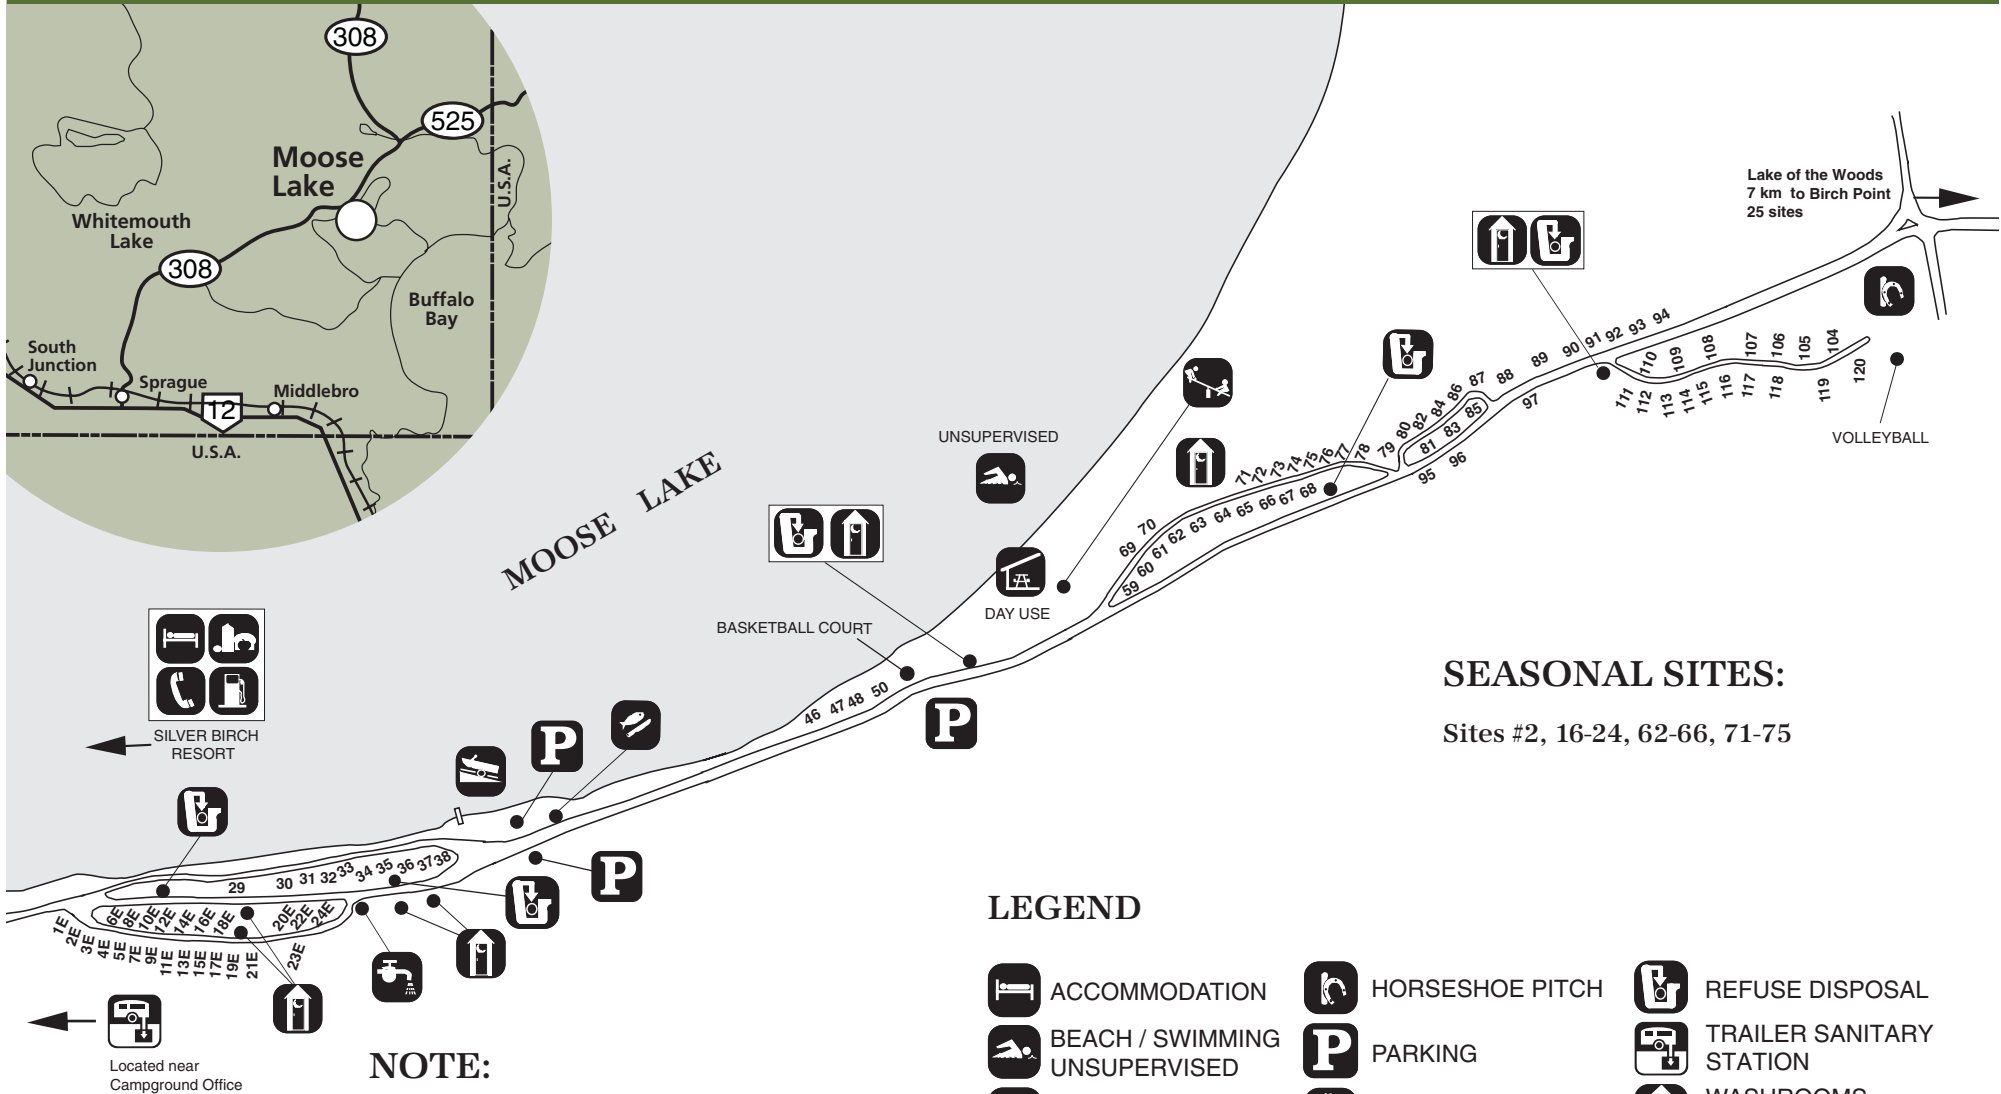 308
525
Moose
Lake
U.S.A.
Whitemouth
Lake
308
Buffalo
Bay
South
Junction
Sprague
Middlebro
12
U.S.A.
MOOSE LAKE
Lake of the Woods
7 km to Birch Point
25 sites
VOLLEYBALL
UNSUPERVISED
DAY USE
BASKETBALL COURT
P
P
P
SILVER BIRCH
RESORT
94
93
92
91
90
89
88
87
86
85
84
83
82
81
80
79
78
77
76
75
74
73
72
71
70
69
68
67
66
65
64
63
62
61
60
59
95
96
97
104
105
106
107
108
109
110
111
112
113
114
115
116
117
118
119
120
46 47 48 50
29 30 31 32 33 34 35 36 37 38
6E 8E 10E 12E 14E 16E 18E 20E 22E 24E
1E 2E 3E 4E 5E 7E 9E 11E 13E 15E 17E 19E 21E 23E
Located near
Campground Office
NOTE:
SEASONAL SITES:
Sites #2, 16-24, 62-66, 71-75
LEGEND
ACCOMMODATION
BEACH / SWIMMING
UNSUPERVISED
HORSESHOE PITCH
P PARKING
REFUSE DISPOSAL
TRAILER SANITARY
STATION
WASHROOMS